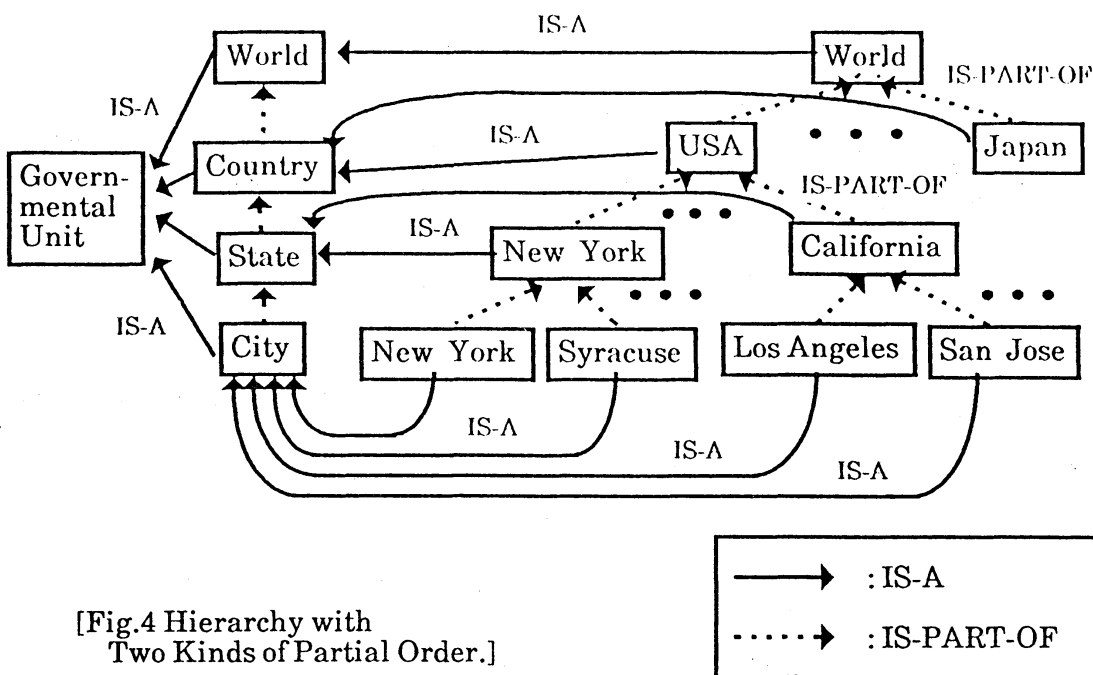 IS-A
World
World
IS-PART-OF
IS-A
IS-A
USA
Japan
Country
Govern-
mental
Unit
IS-PART-OF
IS-A
State
New York
California
IS-A
City
New York
Syracuse
Los Angeles
San Jose
IS-A
IS-A
IS-A
: IS-A
: IS-PART-OF
[Fig.4 Hierarchy with
Two Kinds of Partial Order.]